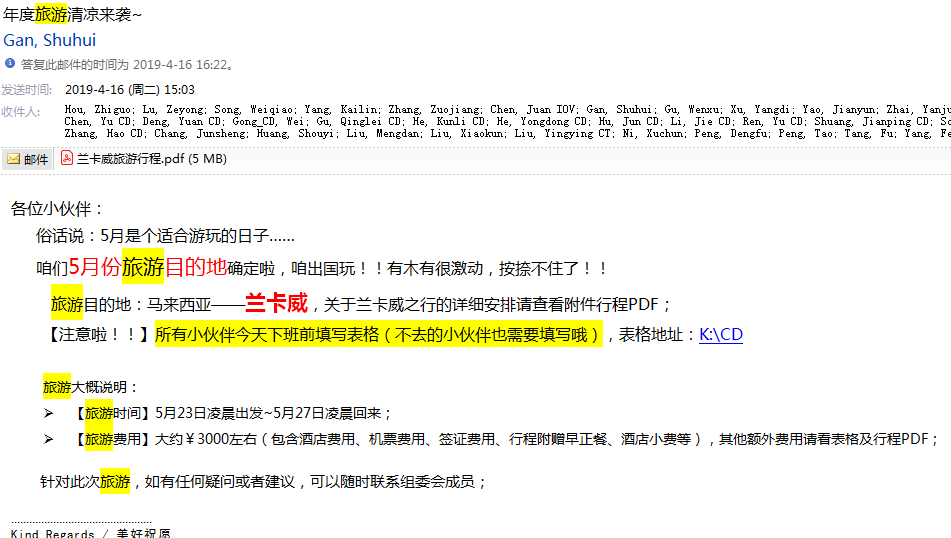 年度旅游清凉来袭~
Gan, Shuhui
答复此邮件的时间为 2019-4-16 16:22。
发送时间: 2019-4-16 (周二) 15:03
收件人: Hou, Zhiguo; Lu, Zeyong; Song, Weiqiao; Yang, Kailin; Zhang, Zuojiang; Chen, Juan IOV; Gan, Shuhui; Gu, Wenxu; Xu, Yangdi; Yao, Jianyun; Zhai, Yanju
Chen, Yu CD; Deng, Yuan CD; Gong_CD, Wei; Gu, Qinglei CD; He, Kunli CD; He, Yongdong CD; Hu, Jun CD; Li, Jie CD; Ren, Yu CD; Shuang, Jianping CD; So
Zhang, Hao CD; Chang, Junsheng; Huang, Shouyi; Liu, Mengdan; Liu, Xiaokun; Liu, Yingying CT; Ni, Xuchun; Peng, Dengfu; Peng, Tao; Tang, Fu; Yang, Fe
邮件 兰卡威旅游行程.pdf (5 MB)
各位小伙伴：
俗话说：5月是个适合游玩的日子……
咱们5月份旅游目的地确定啦，咱出国玩！！有木有很激动，按捺不住了！！
旅游目的地：马来西亚——兰卡威，关于兰卡威之行的详细安排请查看附件行程PDF；
【注意啦！！】所有小伙伴今天下班前填写表格（不去的小伙伴也需要填写哦），表格地址：K:\CD
旅游大概说明：
➢ 【旅游时间】5月23日凌晨出发~5月27日凌晨回来；
➢ 【旅游费用】大约￥3000左右（包含酒店费用、机票费用、签证费用、行程附赠早正餐、酒店小费等），其他额外费用请看表格及行程PDF；
针对此次旅游，如有任何疑问或者建议，可以随时联系组委会成员；
Kind Regards / 美好祝愿